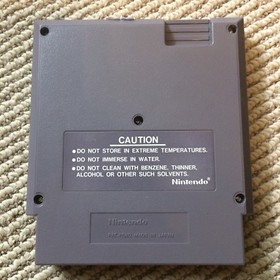 CAUTION
●DO NOT STORE IN EXTREME TEMPERATURES.
●DO NOT IMMERSE IN WATER.
●DO NOT CLEAN WITH BENZENE, THINNER,
ALCOHOL OR OTHER SUCH SOLVENTS.
Nintendo®
Nintendo